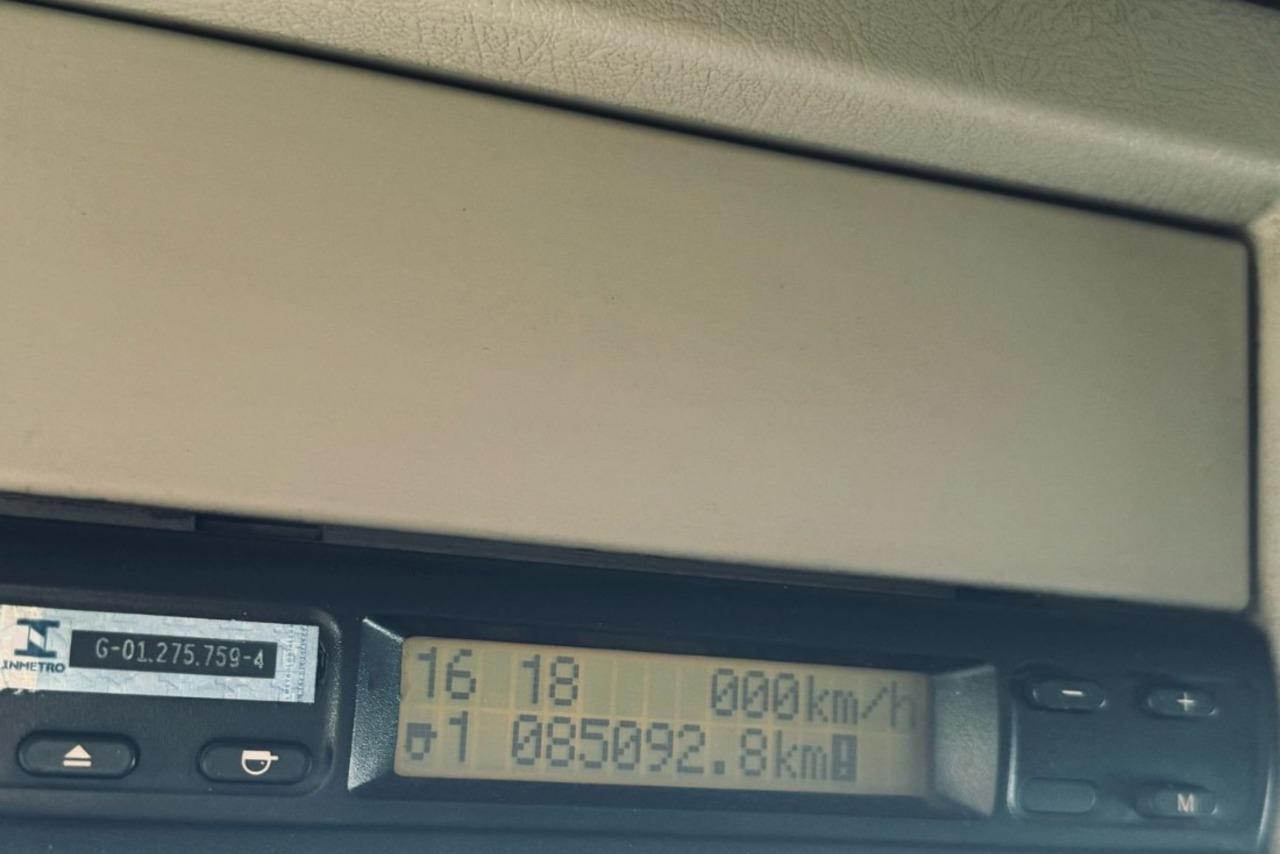 INMETRO
G-01.275.759-4
16 18 000km/h
1 085092.8km!
-
+
M